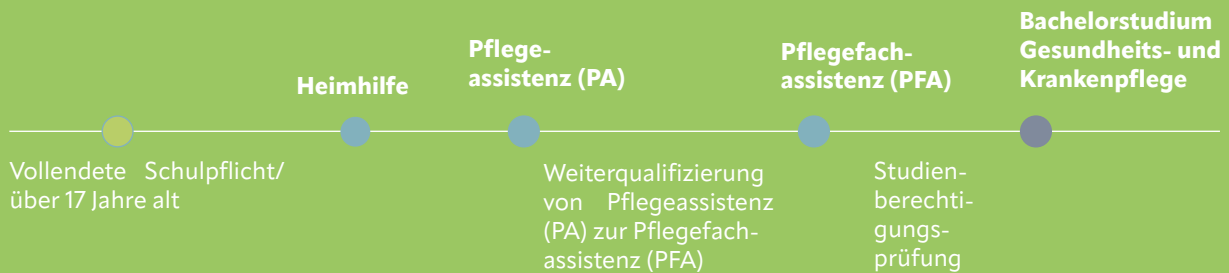 Heimhilfe
Pflege-
assistenz (PA)
Pflegefach-
assistenz (PFA)
Bachelorstudium
Gesundheits- und
Krankenpflege
Vollendete Schulpflicht/
über 17 Jahre alt
Weiterqualifizierung
von Pflegeassistenz
(PA) zur Pflegefach-
assistenz (PFA)
Studien-
berechti-
gungs-
prüfung